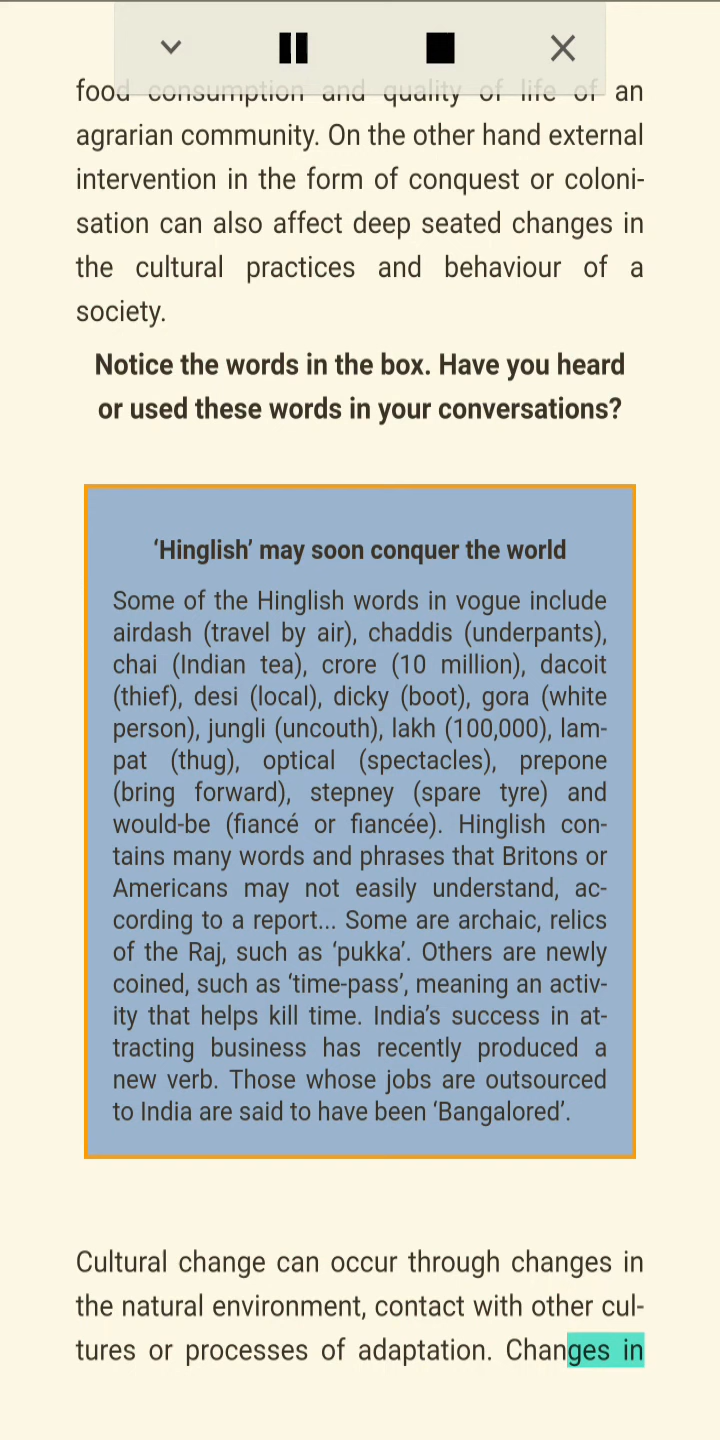 food consumption and quality of life of an
agrarian community. On the other hand external
intervention in the form of conquest or coloni-
sation can also affect deep seated changes in
the cultural practices and behaviour of a
society.
Notice the words in the box. Have you heard
or used these words in your conversations?
‘Hinglish’ may soon conquer the world
Some of the Hinglish words in vogue include
airdash (travel by air), chaddis (underpants),
chai (Indian tea), crore (10 million), dacoit
(thief), desi (local), dicky (boot), gora (white
person), jungli (uncouth), lakh (100,000), lam-
pat (thug), optical (spectacles), prepone
(bring forward), stepney (spare tyre) and
would-be (fiancé or fiancée). Hinglish con-
tains many words and phrases that Britons or
Americans may not easily understand, ac-
cording to a report... Some are archaic, relics
of the Raj, such as ‘pukka’. Others are newly
coined, such as ‘time-pass’, meaning an activ-
ity that helps kill time. India’s success in at-
tracting business has recently produced a
new verb. Those whose jobs are outsourced
to India are said to have been ‘Bangalored’.
Cultural change can occur through changes in
the natural environment, contact with other cul-
tures or processes of adaptation. Changes in